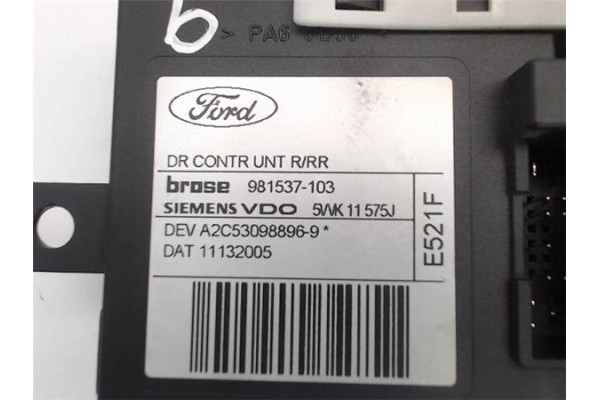 b
> PA6
Ford
DR CONTR UNT R/RR
brose 981537-103
SIEMENS VDO 5WK 11 575J
DEV A2C53098896-9 *
DAT 11132005
E521F